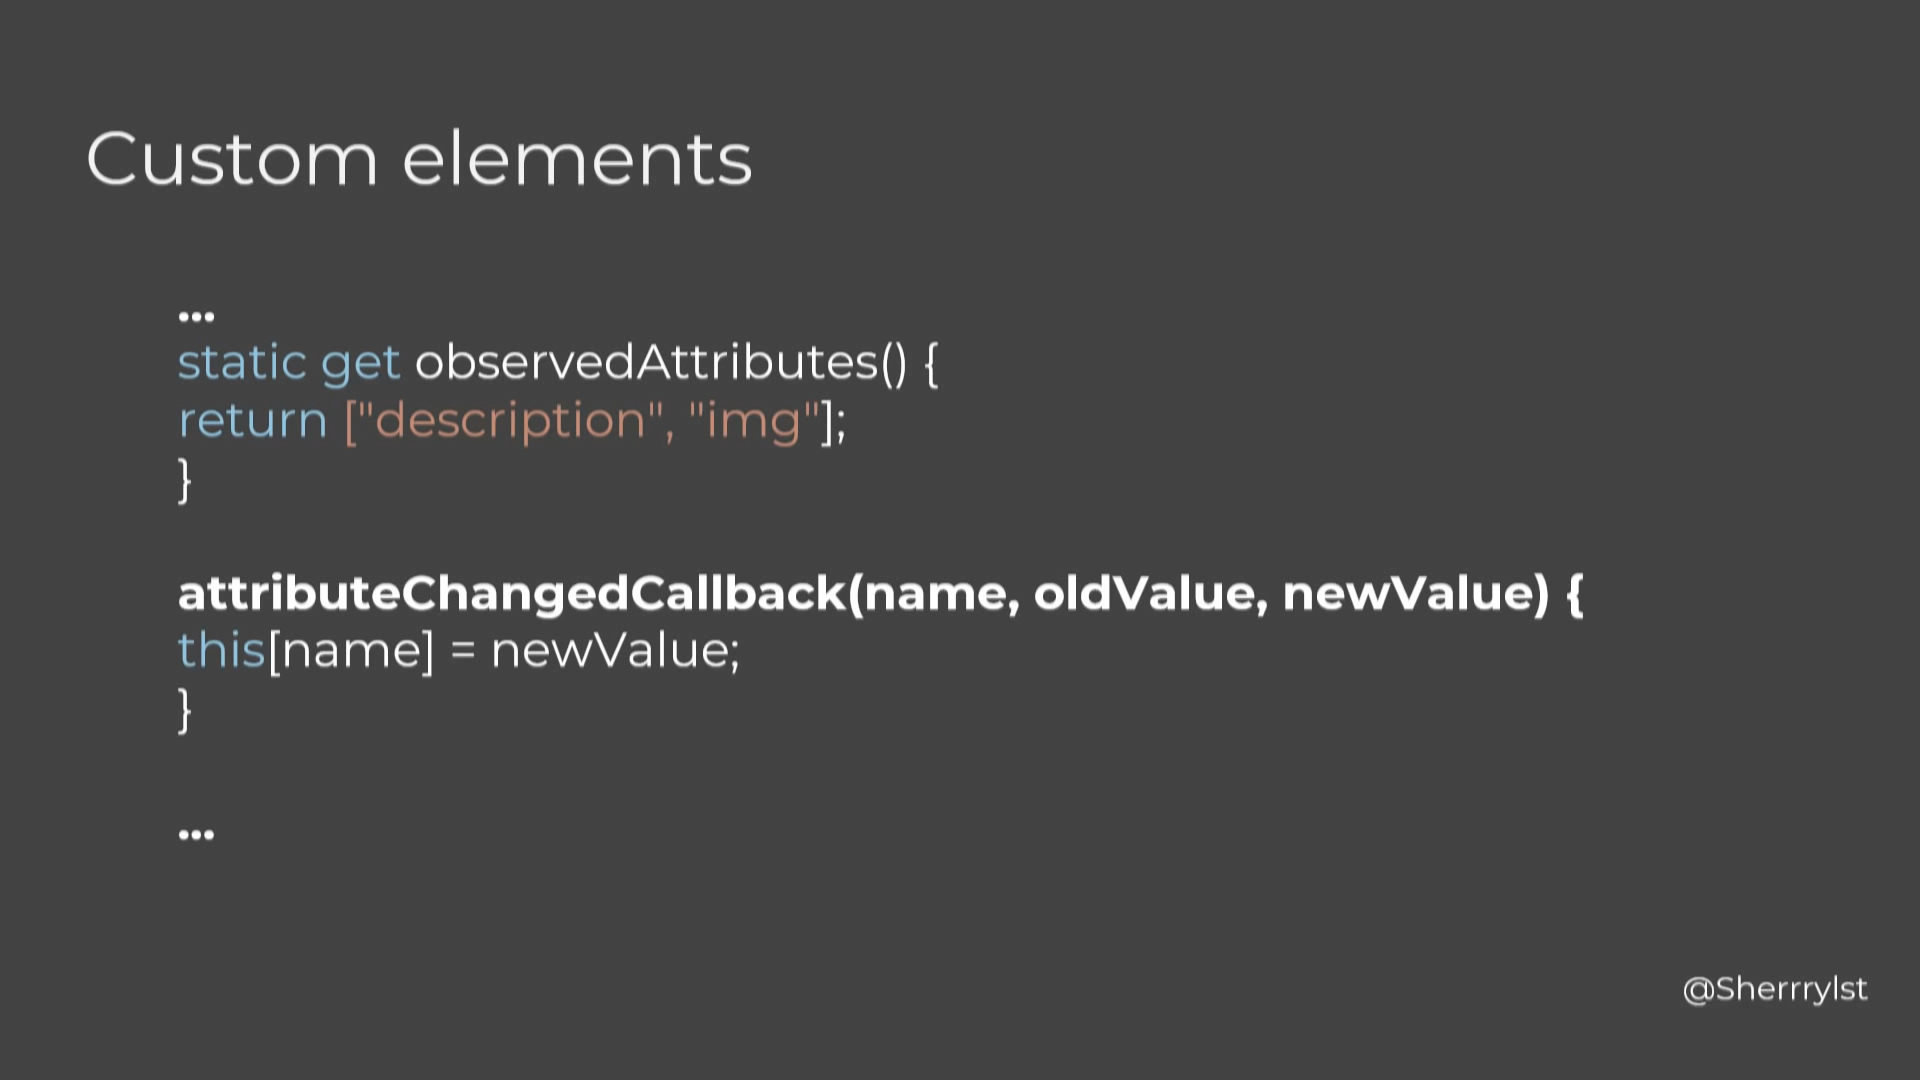 Custom elements
...
static get observedAttributes() {
return ["description", "img"];
}
attributeChangedCallback(name, oldValue, newValue) {
this[name] = newValue;
}
...
@Sherrrylst